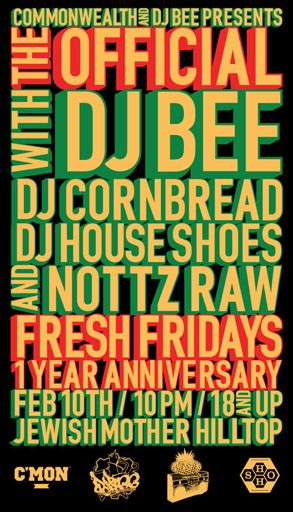 COMMONWEALTH AND DJ BEE PRESENTS
THE OFFICIAL
WITH DJ BEE
DJ CORNBREAD
DJ HOUSE SHOES
AND NOTTZ RAW
FRESH FRIDAYS
1 YEAR ANNIVERSARY
FEB 10TH / 10 PM / 18 AND UP
JEWISH MOTHER HILLTOP
C'MON
SHOH